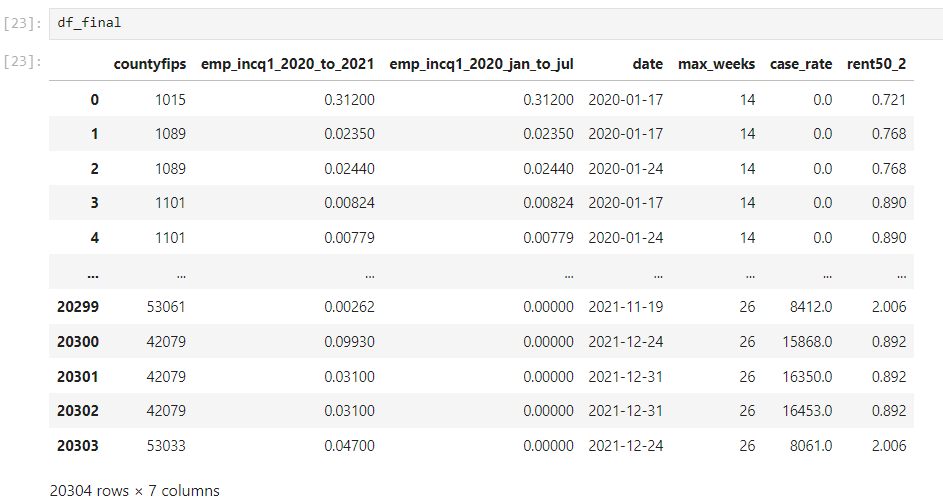 [23]: df_final
[23]:
countyfips emp_incq1_2020_to_2021 emp_incq1_2020_jan_to_jul date max_weeks case_rate rent50_2
0 1015 0.31200 0.31200 2020-01-17 14 0.0 0.721
1 1089 0.02350 0.02350 2020-01-17 14 0.0 0.768
2 1089 0.02440 0.02440 2020-01-24 14 0.0 0.768
3 1101 0.00824 0.00824 2020-01-17 14 0.0 0.890
4 1101 0.00779 0.00779 2020-01-24 14 0.0 0.890
... ... ... ... ... ... ... ...
20299 53061 0.00262 0.00000 2021-11-19 26 8412.0 2.006
20300 42079 0.09930 0.00000 2021-12-24 26 15868.0 0.892
20301 42079 0.03100 0.00000 2021-12-31 26 16350.0 0.892
20302 42079 0.03100 0.00000 2021-12-31 26 16453.0 0.892
20303 53033 0.04700 0.00000 2021-12-24 26 8061.0 2.006
20304 rows × 7 columns